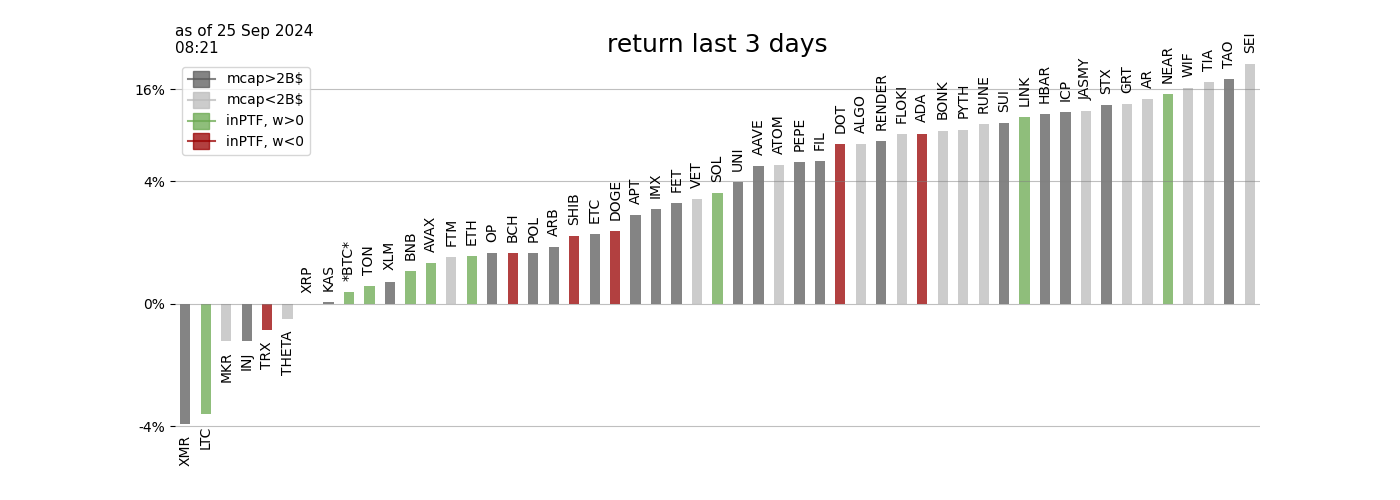 as of 25 Sep 2024
08:21
return last 3 days
mcap>2B$
mcap<2B$
inPTF, w>0
inPTF, w<0
16%
4%
0%
-4%
XMR
LTC
MKR
INJ
TRX
THETA
XRP
KAS
*BTC*
TON
XLM
BNB
AVAX
FTM
ETH
OP
BCH
POL
ARB
SHIB
ETC
DOGE
APT
IMX
FET
VET
SOL
UNI
AAVE
ATOM
PEPE
FIL
DOT
ALGO
RENDER
FLOKI
ADA
BONK
PYTH
RUNE
SUI
LINK
HBAR
ICP
JASMY
STX
GRT
AR
NEAR
WIF
TIA
TAO
SEI